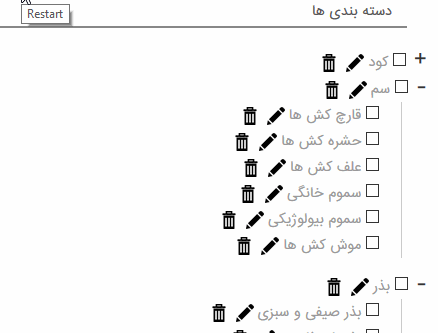 دسته بندی ها
Restart
کود
سم
قارچ کش ها
حشره کش ها
علف کش ها
سموم خانگی
سموم بیولوژیکی
موش کش ها
بذر
بذر صیفی و سبزی